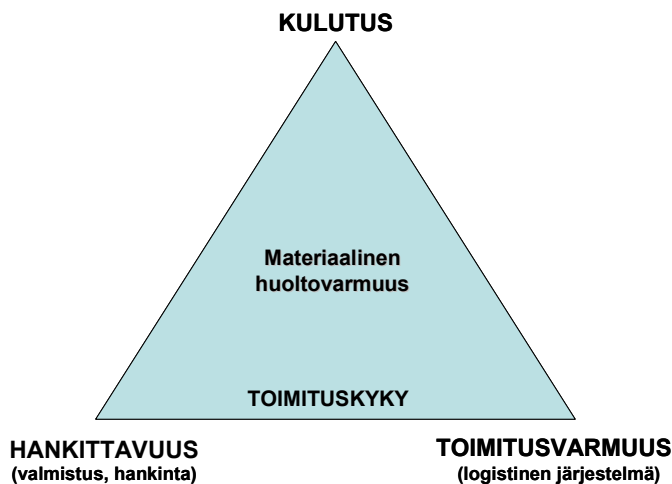 KULUTUS
Materiaalinen
huoltovarmuus
TOIMITUSKYKY
HANKITTAVUUS
(valmistus, hankinta)
TOIMITUSVARMUUS
(logistinen järjestelmä)